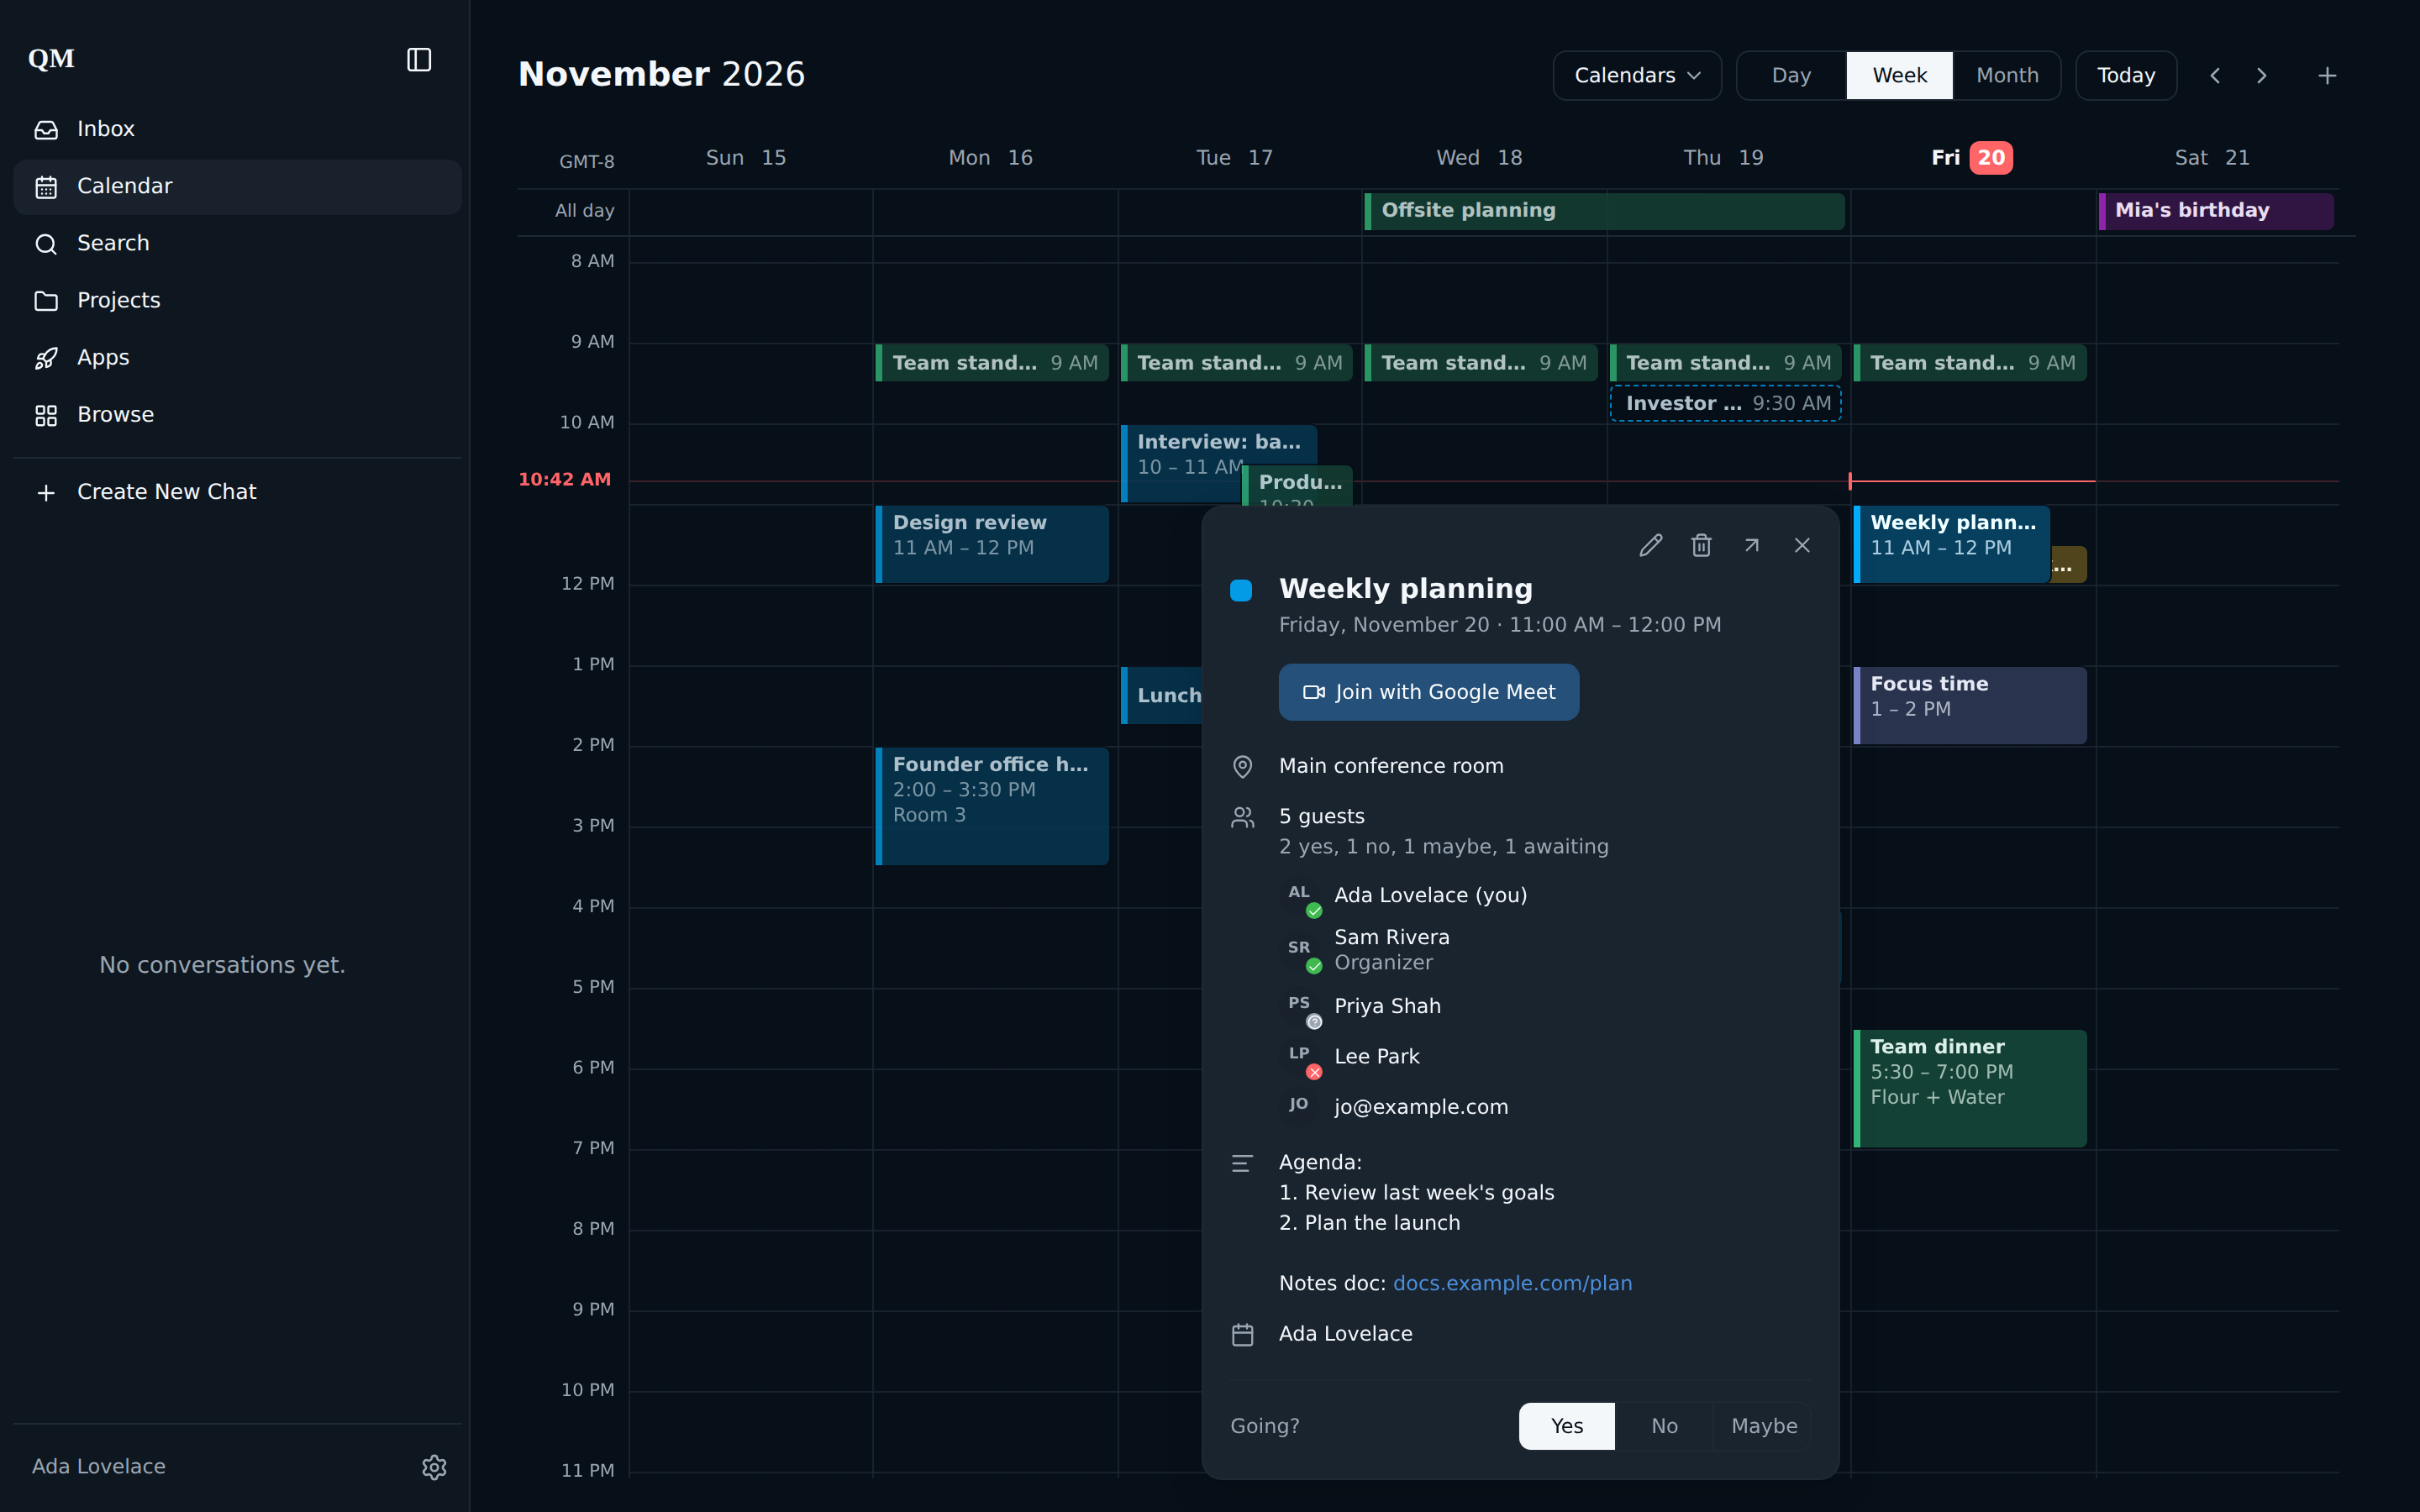 QM
Inbox
Calendar
Search
Projects
Apps
Browse
Create New Chat
No conversations yet.
Ada Lovelace
November 2026
Calendars
Day
Week
Month
Today
GMT-8
Sun 15
Mon 16
Tue 17
Wed 18
Thu 19
Fri 20
Sat 21
All day
Offsite planning
Mia's birthday
8 AM
9 AM
Team stand… 9 AM
Team stand… 9 AM
Team stand… 9 AM
Team stand… 9 AM
Team stand… 9 AM
Investor … 9:30 AM
10 AM
Interview: ba…
10 – 11 AM
10:42 AM
Produ…
10:30
Design review
11 AM – 12 PM
Weekly plann…
11 AM – 12 PM
12 PM
1 PM
Lunch
Focus time
1 – 2 PM
2 PM
Founder office h…
2:00 – 3:30 PM
Room 3
3 PM
4 PM
5 PM
Team dinner
5:30 – 7:00 PM
Flour + Water
6 PM
7 PM
8 PM
9 PM
10 PM
11 PM
Weekly planning
Friday, November 20 · 11:00 AM – 12:00 PM
Join with Google Meet
Main conference room
5 guests
2 yes, 1 no, 1 maybe, 1 awaiting
AL Ada Lovelace (you)
SR Sam Rivera
Organizer
PS Priya Shah
LP Lee Park
JO jo@example.com
Agenda:
1. Review last week's goals
2. Plan the launch
Notes doc: docs.example.com/plan
Ada Lovelace
Going?
Yes
No
Maybe